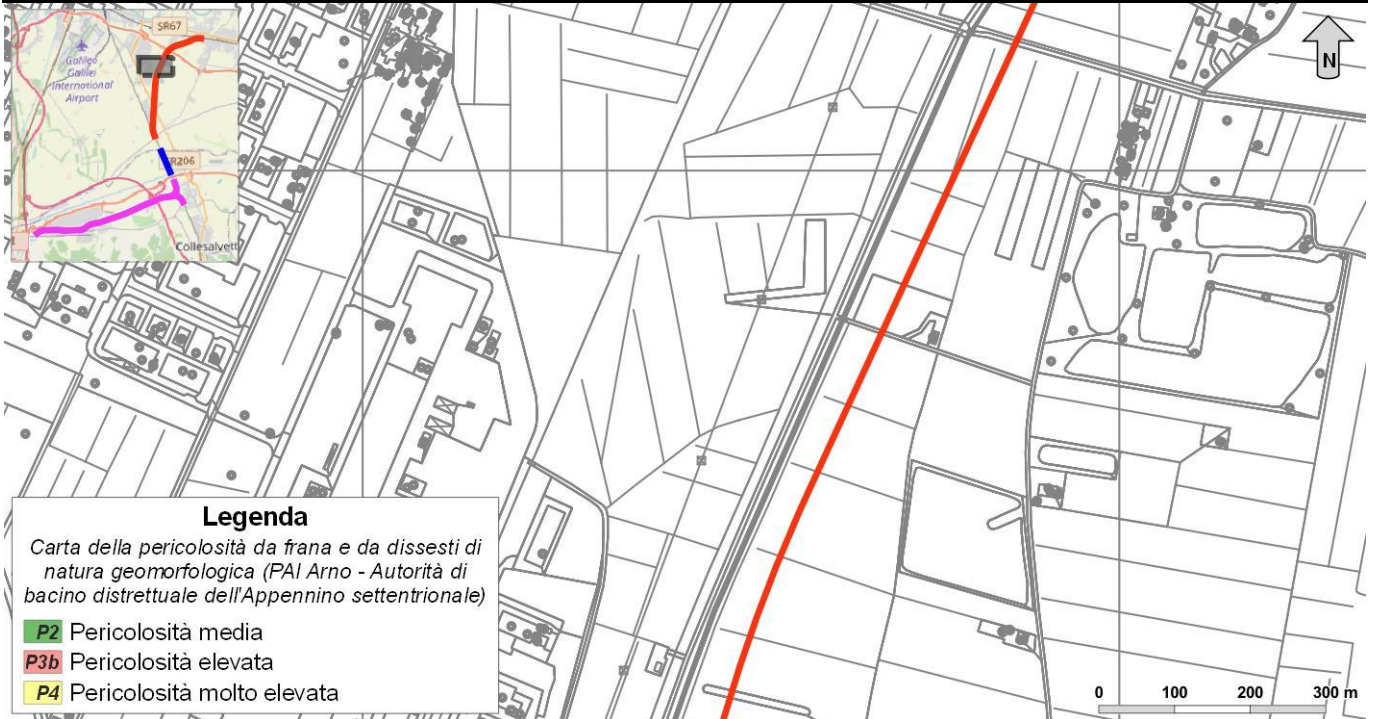 SR67
Galileo
Galilei
International
Airport
SR206
Collesalvett
N
Legenda
Carta della pericolosità da frana e da dissesti di
natura geomorfologica (PAI Arno - Autorità di
bacino distrettuale dell'Appennino settentrionale)
P2 Pericolosità media
P3b Pericolosità elevata
P4 Pericolosità molto elevata
0 100 200 300 m